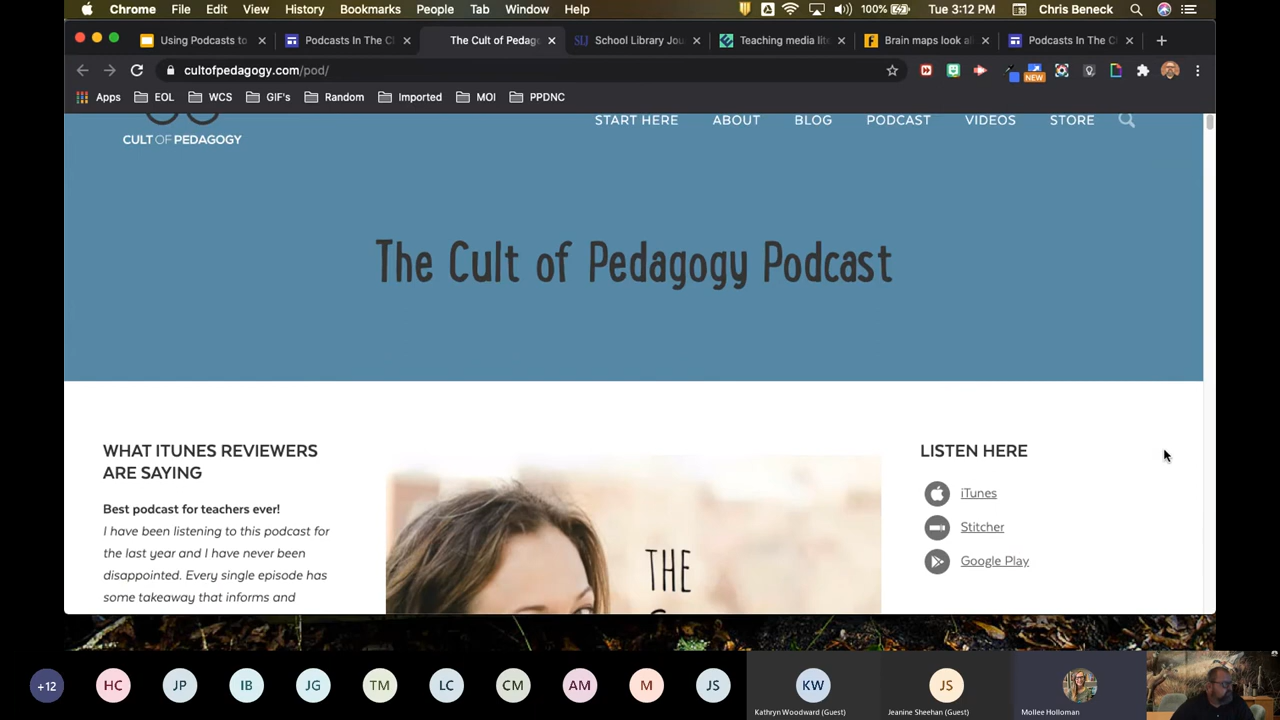 Chrome File Edit View History Bookmarks People Tab Window Help 100% Tue 3:12 PM Chris Beneck
Using Podcasts to Podcasts In The C The Cult of Pedago SLJ School Library Jou Teaching media lit Brain maps look al Podcasts In The C
cultofpedagogy.com/pod/ NEW
Apps EOL WCS GIF's Random Imported MOI PPDNC
CULT OF PEDAGOGY START HERE ABOUT BLOG PODCAST VIDEOS STORE
The Cult of Pedagogy Podcast
WHAT ITUNES REVIEWERS
ARE SAYING
Best podcast for teachers ever!
I have been listening to this podcast for
the last year and I have never been
disappointed. Every single episode has
some takeaway that informs and
THE
LISTEN HERE
iTunes
Stitcher
Google Play
+12 HC JP IB JG TM LC CM AM M JS KW JS
Kathryn Woodward (Guest) Jeanine Sheehan (Guest) Mollee Holloman